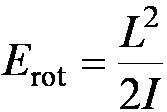 E_rot = L^2 / 2I